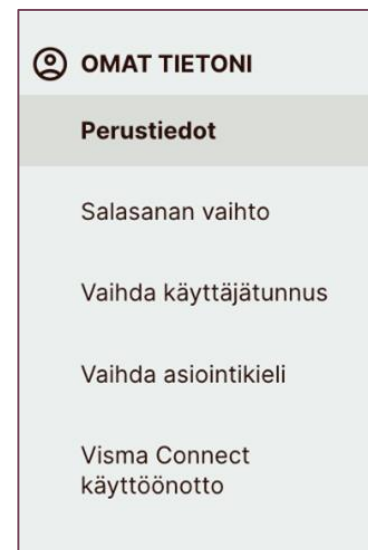 OMAT TIETONI
Perustiedot
Salasanan vaihto
Vaihda käyttäjätunnus
Vaihda asiointikieli
Visma Connect
käyttöönotto